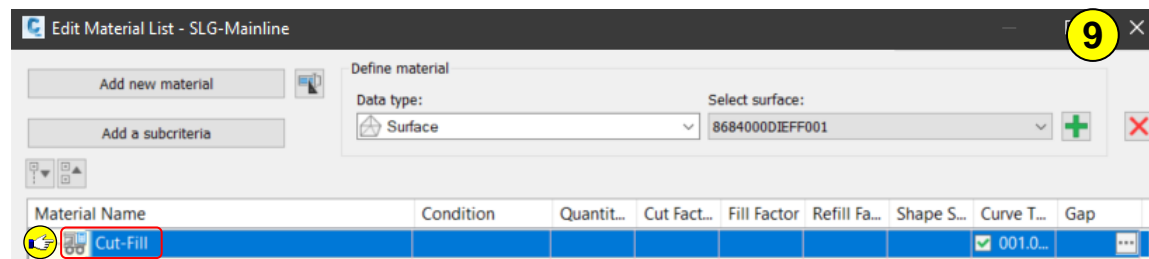 Edit Material List - SLG-Mainline
9
Add new material
Define material
Data type:
Select surface:
Surface
8684000DIEFF001
Add a subcriteria
Material Name Condition Quantit... Cut Fact... Fill Factor Refill Fa... Shape S... Curve T... Gap
Cut-Fill 001.0... ...